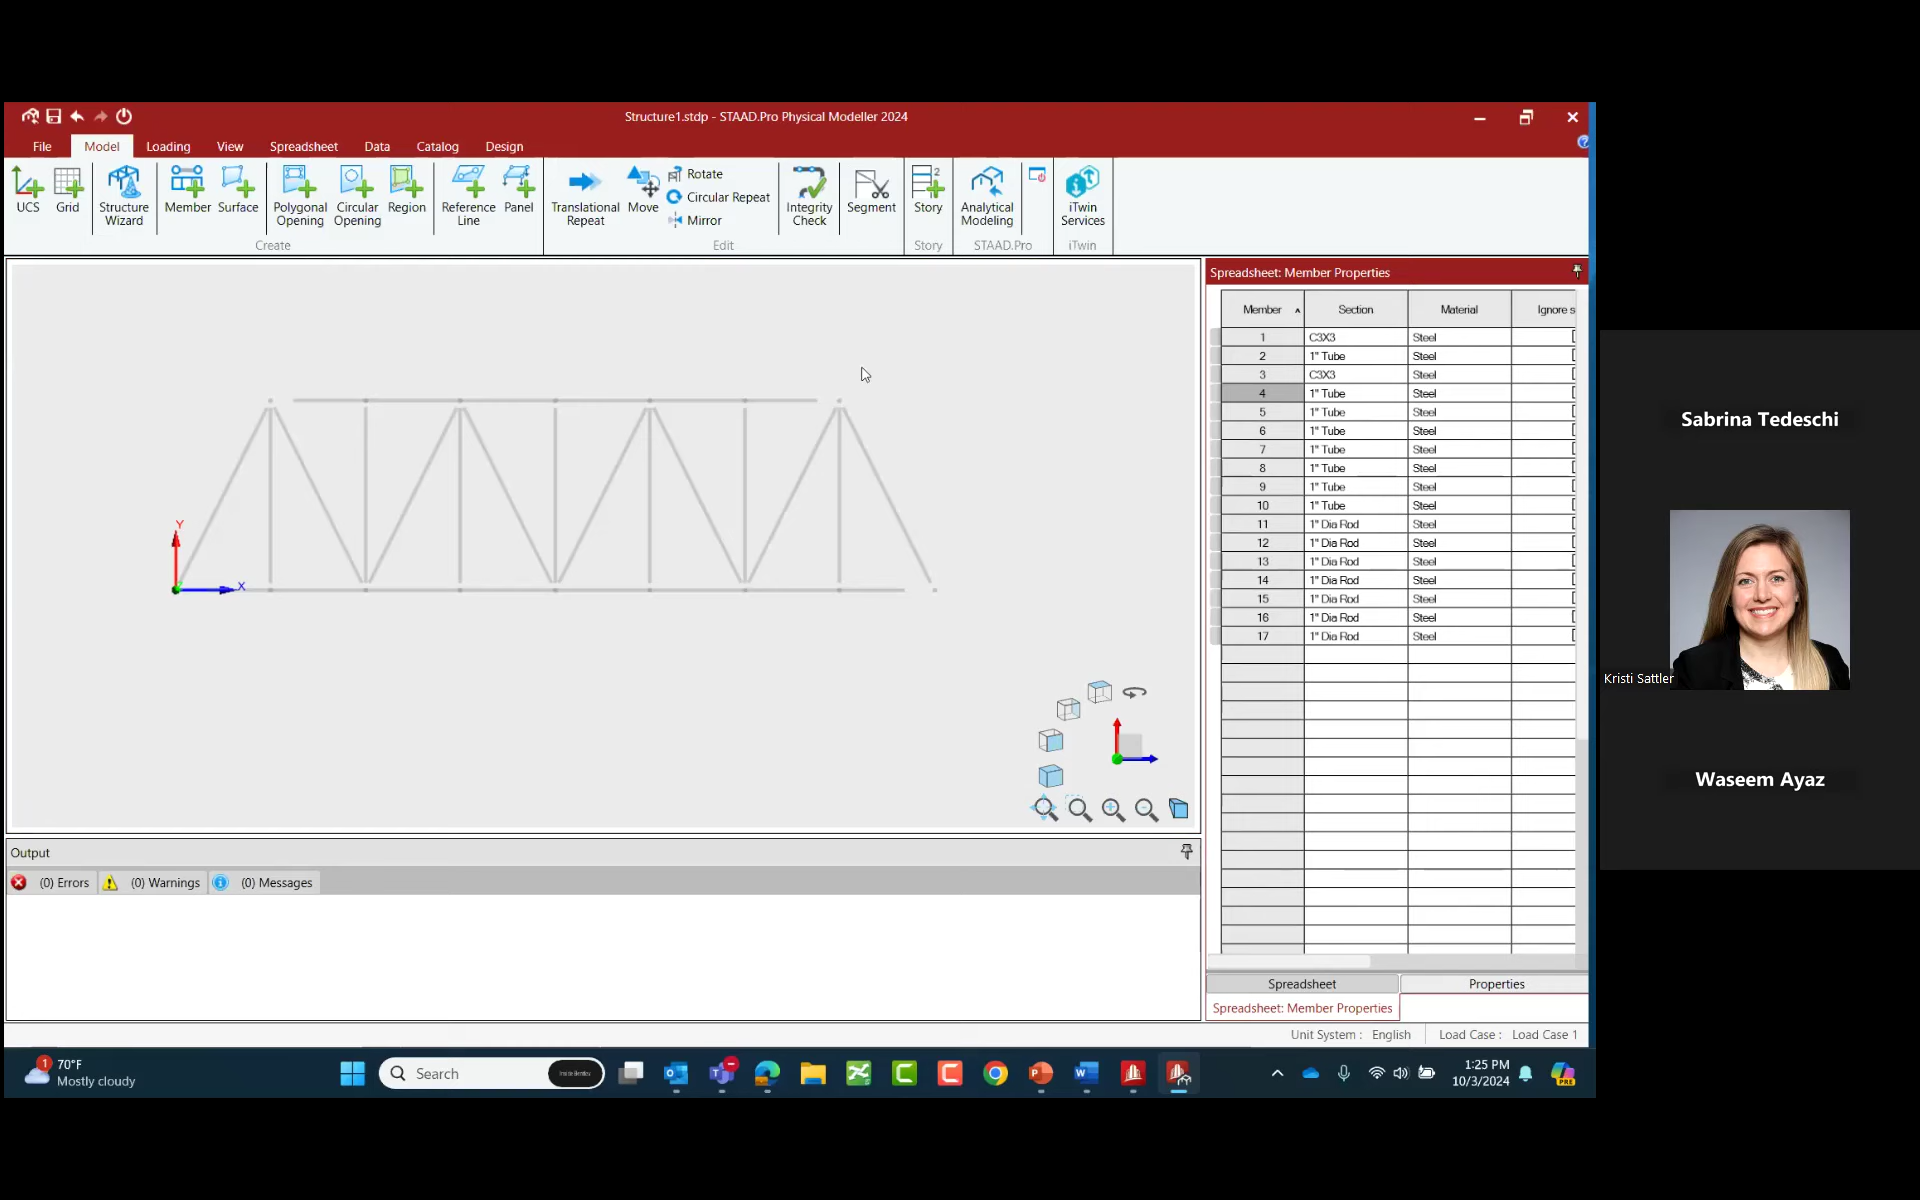 Structure1.stdp - STAAD.Pro Physical Modeller 2024
File Model Loading View Spreadsheet Data Catalog Design
UCS
Grid
Structure
Wizard
Member
Surface
Polygonal
Opening
Circular
Opening
Region
Reference
Line
Panel
Create
Translational
Repeat
Move
Rotate
Circular Repeat
Mirror
Integrity
Check
Segment
Edit
Story
Story
Analytical
Modeling
STAAD.Pro
iTwin
Services
iTwin
Y
X
Spreadsheet: Member Properties
Member Section Material Ignore s
1 C3X3 Steel
2 1" Tube Steel
3 C3X3 Steel
4 1" Tube Steel
5 1" Tube Steel
6 1" Tube Steel
7 1" Tube Steel
8 1" Tube Steel
9 1" Tube Steel
10 1" Tube Steel
11 1" Dia Rod Steel
12 1" Dia Rod Steel
13 1" Dia Rod Steel
14 1" Dia Rod Steel
15 1" Dia Rod Steel
16 1" Dia Rod Steel
17 1" Dia Rod Steel
Spreadsheet Properties
Spreadsheet: Member Properties
Output
(0) Errors (0) Warnings (0) Messages
Unit System : English Load Case : Load Case 1
1
70°F
Mostly cloudy
Search
1:25 PM
10/3/2024
PRE
Sabrina Tedeschi
Kristi Sattler
Waseem Ayaz